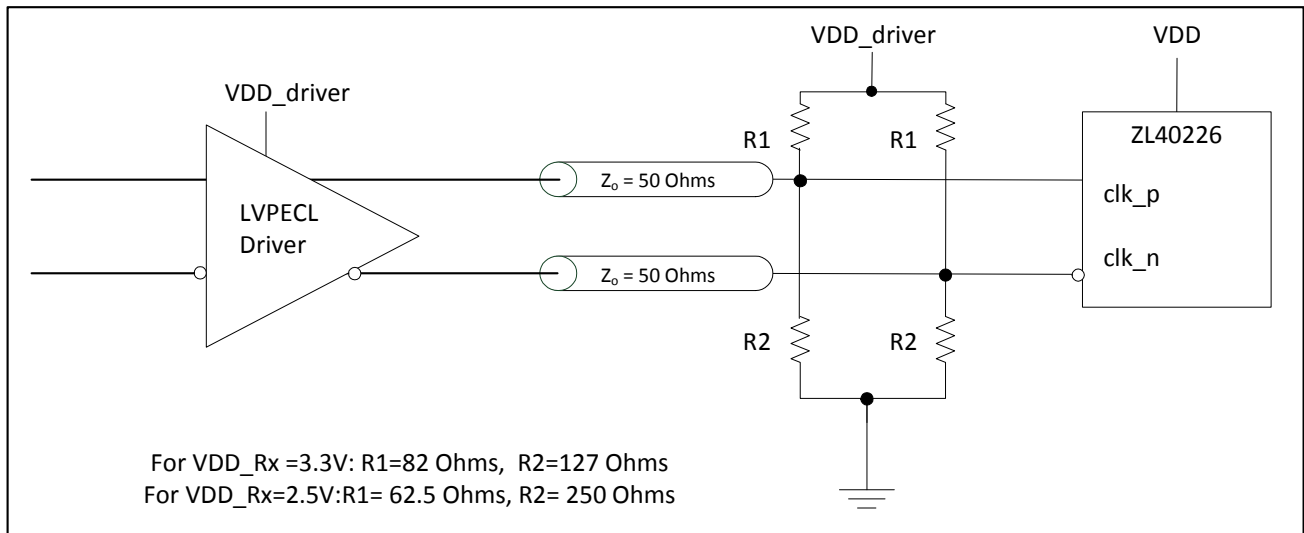 VDD_driver
VDD
VDD_driver
R1
R1
ZL40226
Zo = 50 Ohms
clk_p
LVPECL
Driver
clk_n
Zo = 50 Ohms
R2
R2
For VDD_Rx =3.3V: R1=82 Ohms, R2=127 Ohms
For VDD_Rx=2.5V:R1= 62.5 Ohms, R2= 250 Ohms